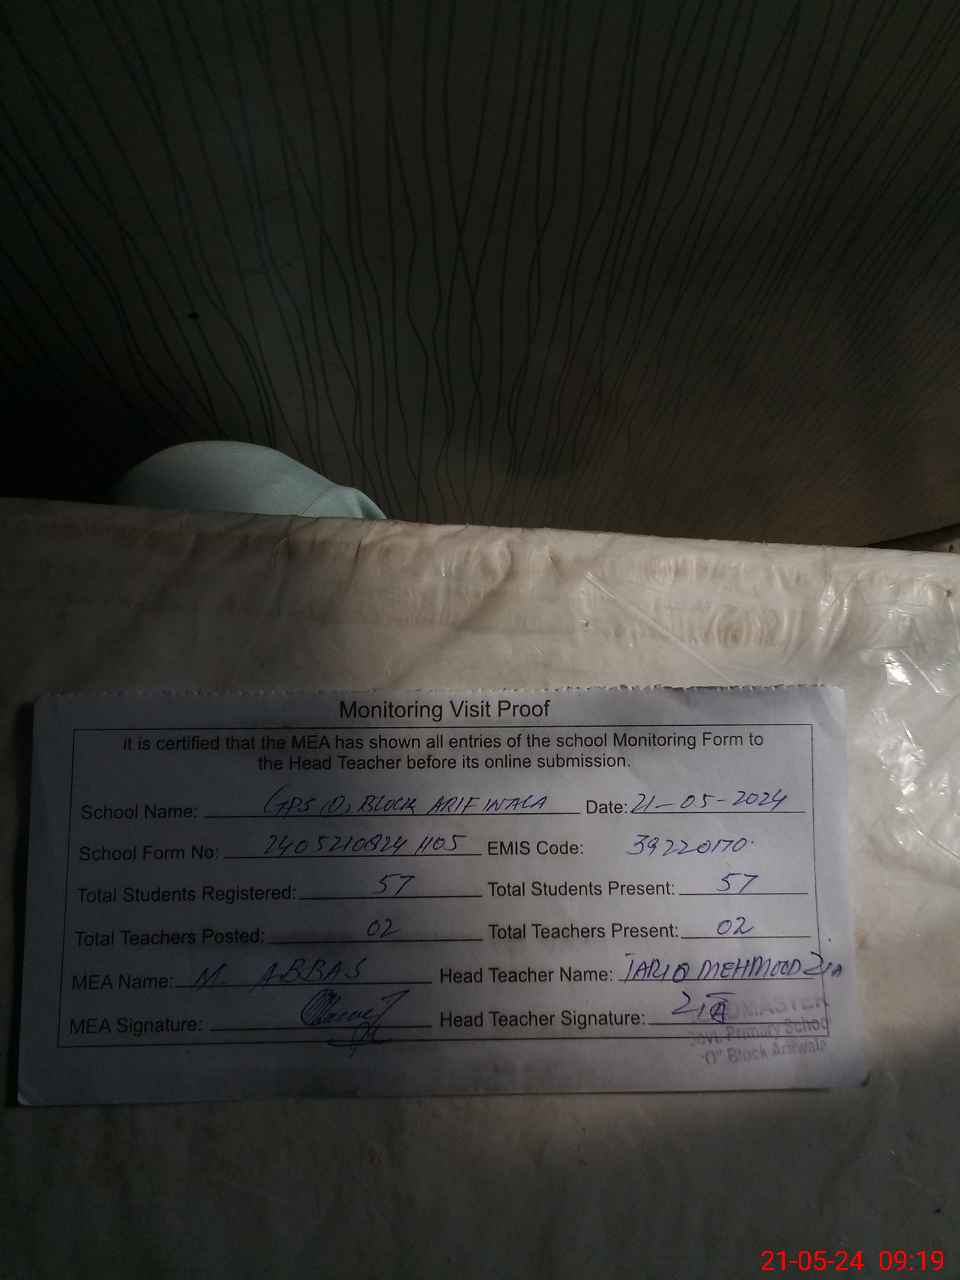 Monitoring Visit Proof
it is certified that the MEA has shown all entries of the school Monitoring Form to
the Head Teacher before its online submission.
School Name: GPS (O) BLOCK ARIFWALA Date: 21-05-2024
School Form No: 2405210824 1105 EMIS Code: 39220170
Total Students Registered: 57 Total Students Present: 57
Total Teachers Posted: 02 Total Teachers Present: 02
MEA Name: M. ABBAS Head Teacher Name: TARIQ MEHMOOD ZIA
MEA Signature: Head Teacher Signature: ZIA
Govt. Primary School
"O" Block Arifwala
21-05-24 09:19